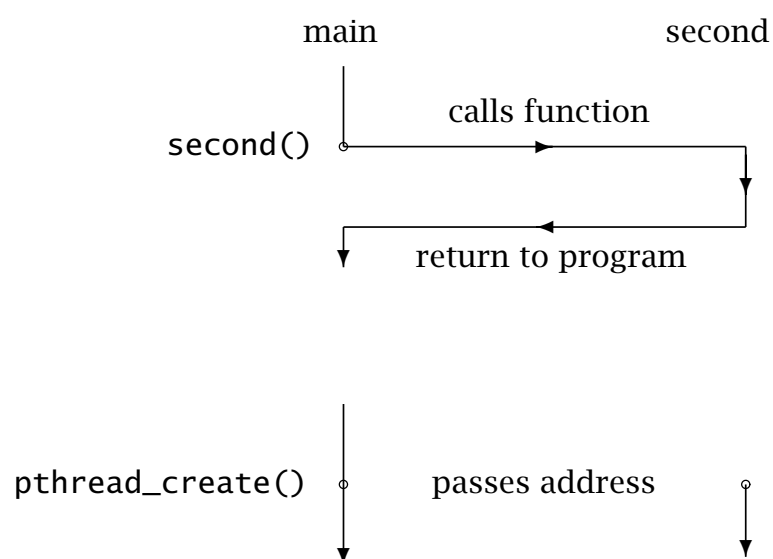 main second
calls function
second()
return to program
pthread_create() passes address